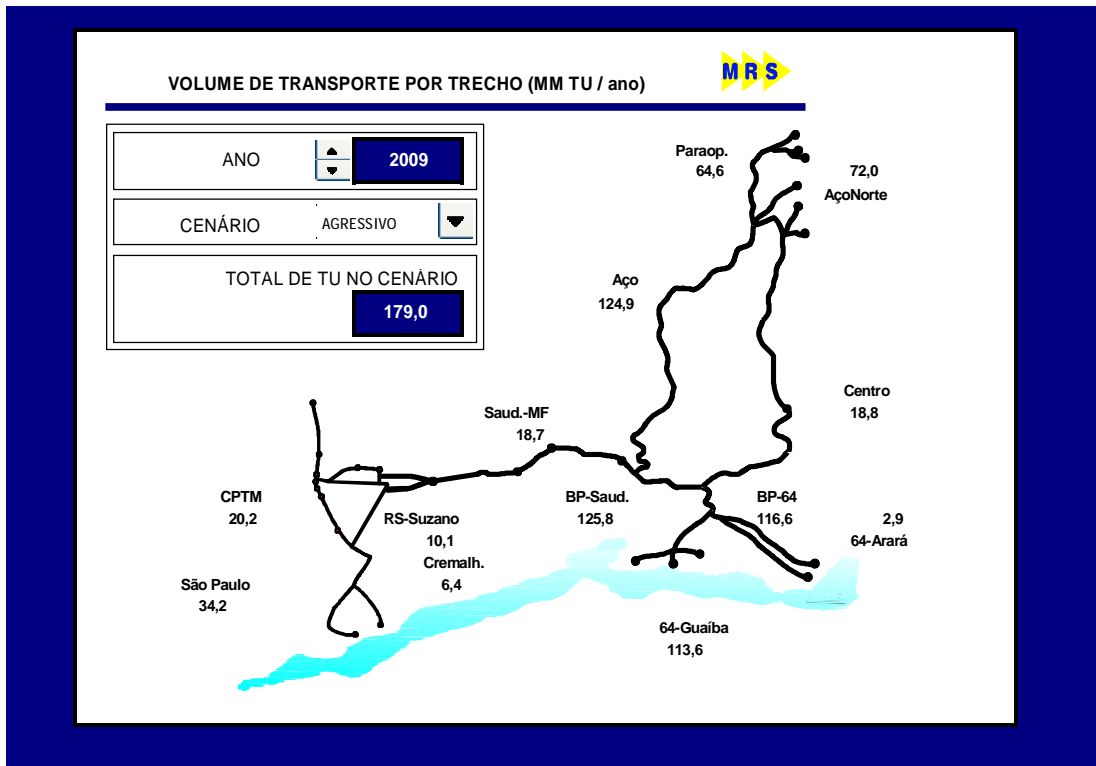 VOLUME DE TRANSPORTE POR TRECHO (MM TU / ano)
MRS
ANO
2009
CENÁRIO
AGRESSIVO
TOTAL DE TU NO CENÁRIO
179,0
Paraop.
64,6
72,0
AçoNorte
Aço
124,9
Centro
18,8
Saud.-MF
18,7
CPTM
20,2
RS-Suzano
10,1
Cremalh.
6,4
BP-Saud.
125,8
BP-64
116,6
2,9
64-Arará
São Paulo
34,2
64-Guaíba
113,6